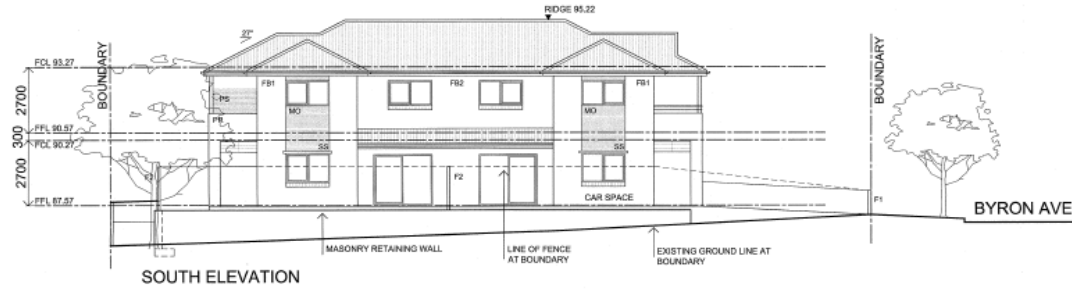 RIDGE 95.22
27°
FCL 93.27
BOUNDARY
BOUNDARY
FB1
FB2
FB1
2700
PS
MO
MO
PB
FFL 90.57
300
FCL 90.27
SS
SS
2700
F2
F2
CAR SPACE
F1
FFL 87.57
BYRON AVE
MASONRY RETAINING WALL
LINE OF FENCE
AT BOUNDARY
EXISTING GROUND LINE AT
BOUNDARY
SOUTH ELEVATION